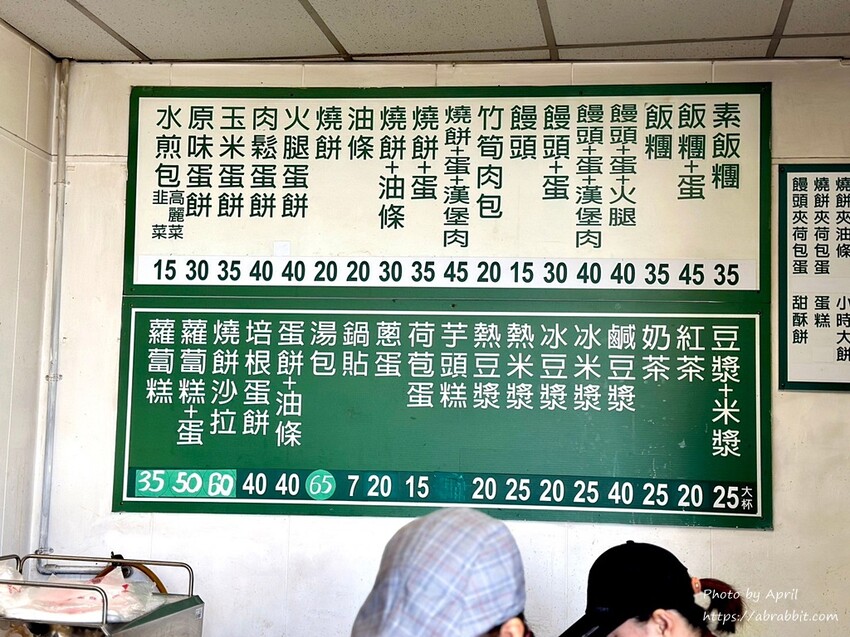 素飯糰 35
飯糰+蛋 45
飯糰 35
饅頭+蛋+火腿 40
饅頭+蛋+漢堡肉 40
饅頭+蛋 30
饅頭 15
竹筍肉包 20
燒餅+蛋+漢堡肉 45
燒餅+蛋 35
燒餅+油條 30
油條 20
燒餅 20
火腿蛋餅 40
肉鬆蛋餅 40
玉米蛋餅 35
原味蛋餅 30
水煎包 高麗菜 韭菜 15
豆漿+米漿 25 大杯
紅茶 20
奶茶 25
鹹豆漿 40
冰米漿 25
冰豆漿 20
熱米漿 25
熱豆漿 20
芋頭糕
荷苞蛋 15
蔥蛋 20
鍋貼 7
湯包 65
蛋餅+油條 40
培根蛋餅 40
燒餅沙拉 60
蘿蔔糕+蛋 50
蘿蔔糕 35
燒餅夾油條
燒餅夾荷包蛋
饅頭夾荷包蛋
小時大餅
蛋糕
甜酥餅
Photo by April
https://abrabbit.com